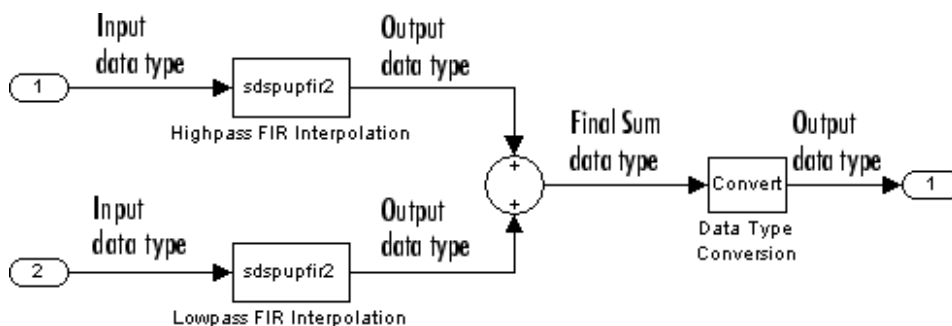 Input
data type
Output
data type
1
sdspupfir2
Highpass FIR Interpolation
+
+
Final Sum
data type
Convert
Data Type
Conversion
Output
data type
1
Input
data type
Output
data type
2
sdspupfir2
Lowpass FIR Interpolation